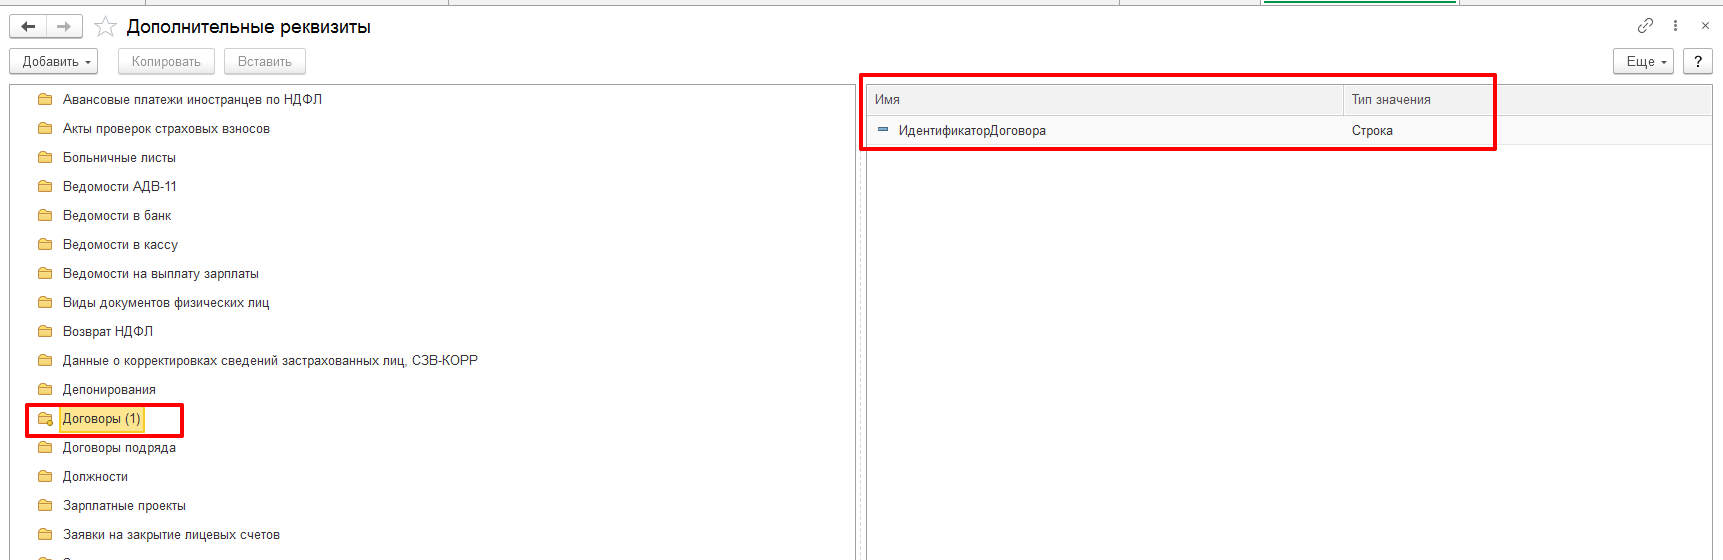 Дополнительные реквизиты
Добавить
Копировать
Вставить
Еще
?
Авансовые платежи иностранцев по НДФЛ
Акты проверок страховых взносов
Больничные листы
Ведомости АДВ-11
Ведомости в банк
Ведомости в кассу
Ведомости на выплату зарплаты
Виды документов физических лиц
Возврат НДФЛ
Данные о корректировках сведений застрахованных лиц, СЗВ-КОРР
Депонирования
Договоры (1)
Договоры подряда
Должности
Зарплатные проекты
Заявки на закрытие лицевых счетов
Имя
Тип значения
ИдентификаторДоговора
Строка